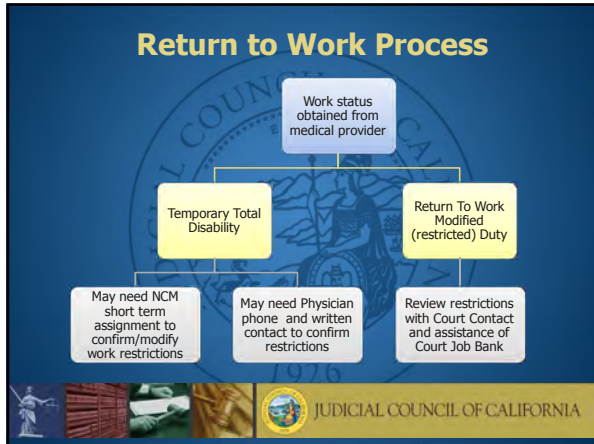 Return to Work Process
Work status
obtained from
medical provider
Temporary Total
Disability
Return To Work
Modified
(restricted) Duty
May need NCM
short term
assignment to
confirm/modify
work restrictions
May need Physician
phone and written
contact to confirm
restrictions
Review restrictions
with Court Contact
and assistance of
Court Job Bank
1926
JUDICIAL COUNCIL OF CALIFORNIA